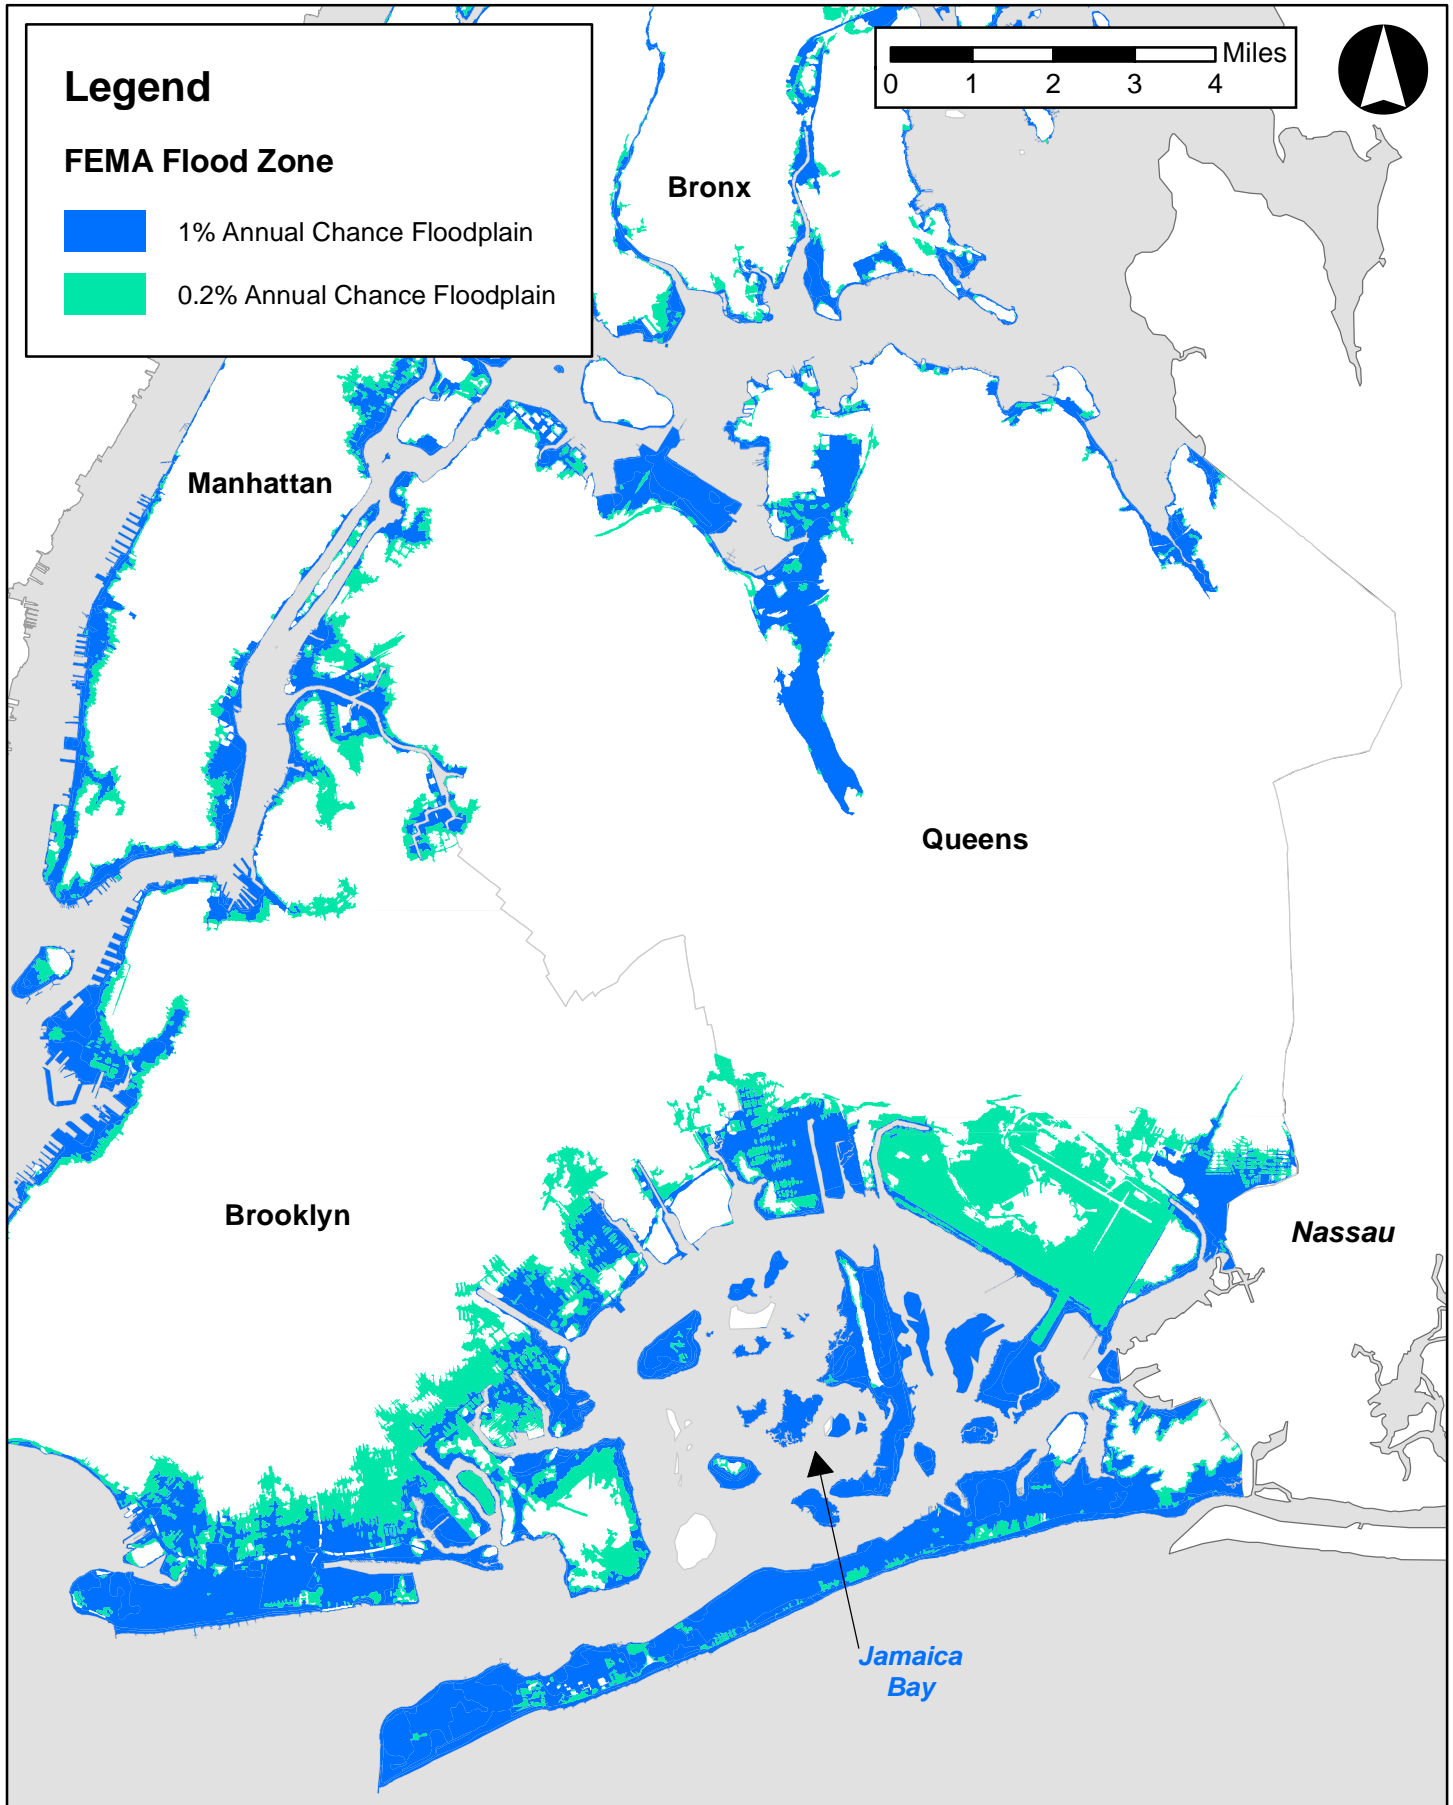 Legend
FEMA Flood Zone
1% Annual Chance Floodplain
0.2% Annual Chance Floodplain
Miles
0 1 2 3 4
Bronx
Manhattan
Queens
Brooklyn
Nassau
Jamaica
Bay